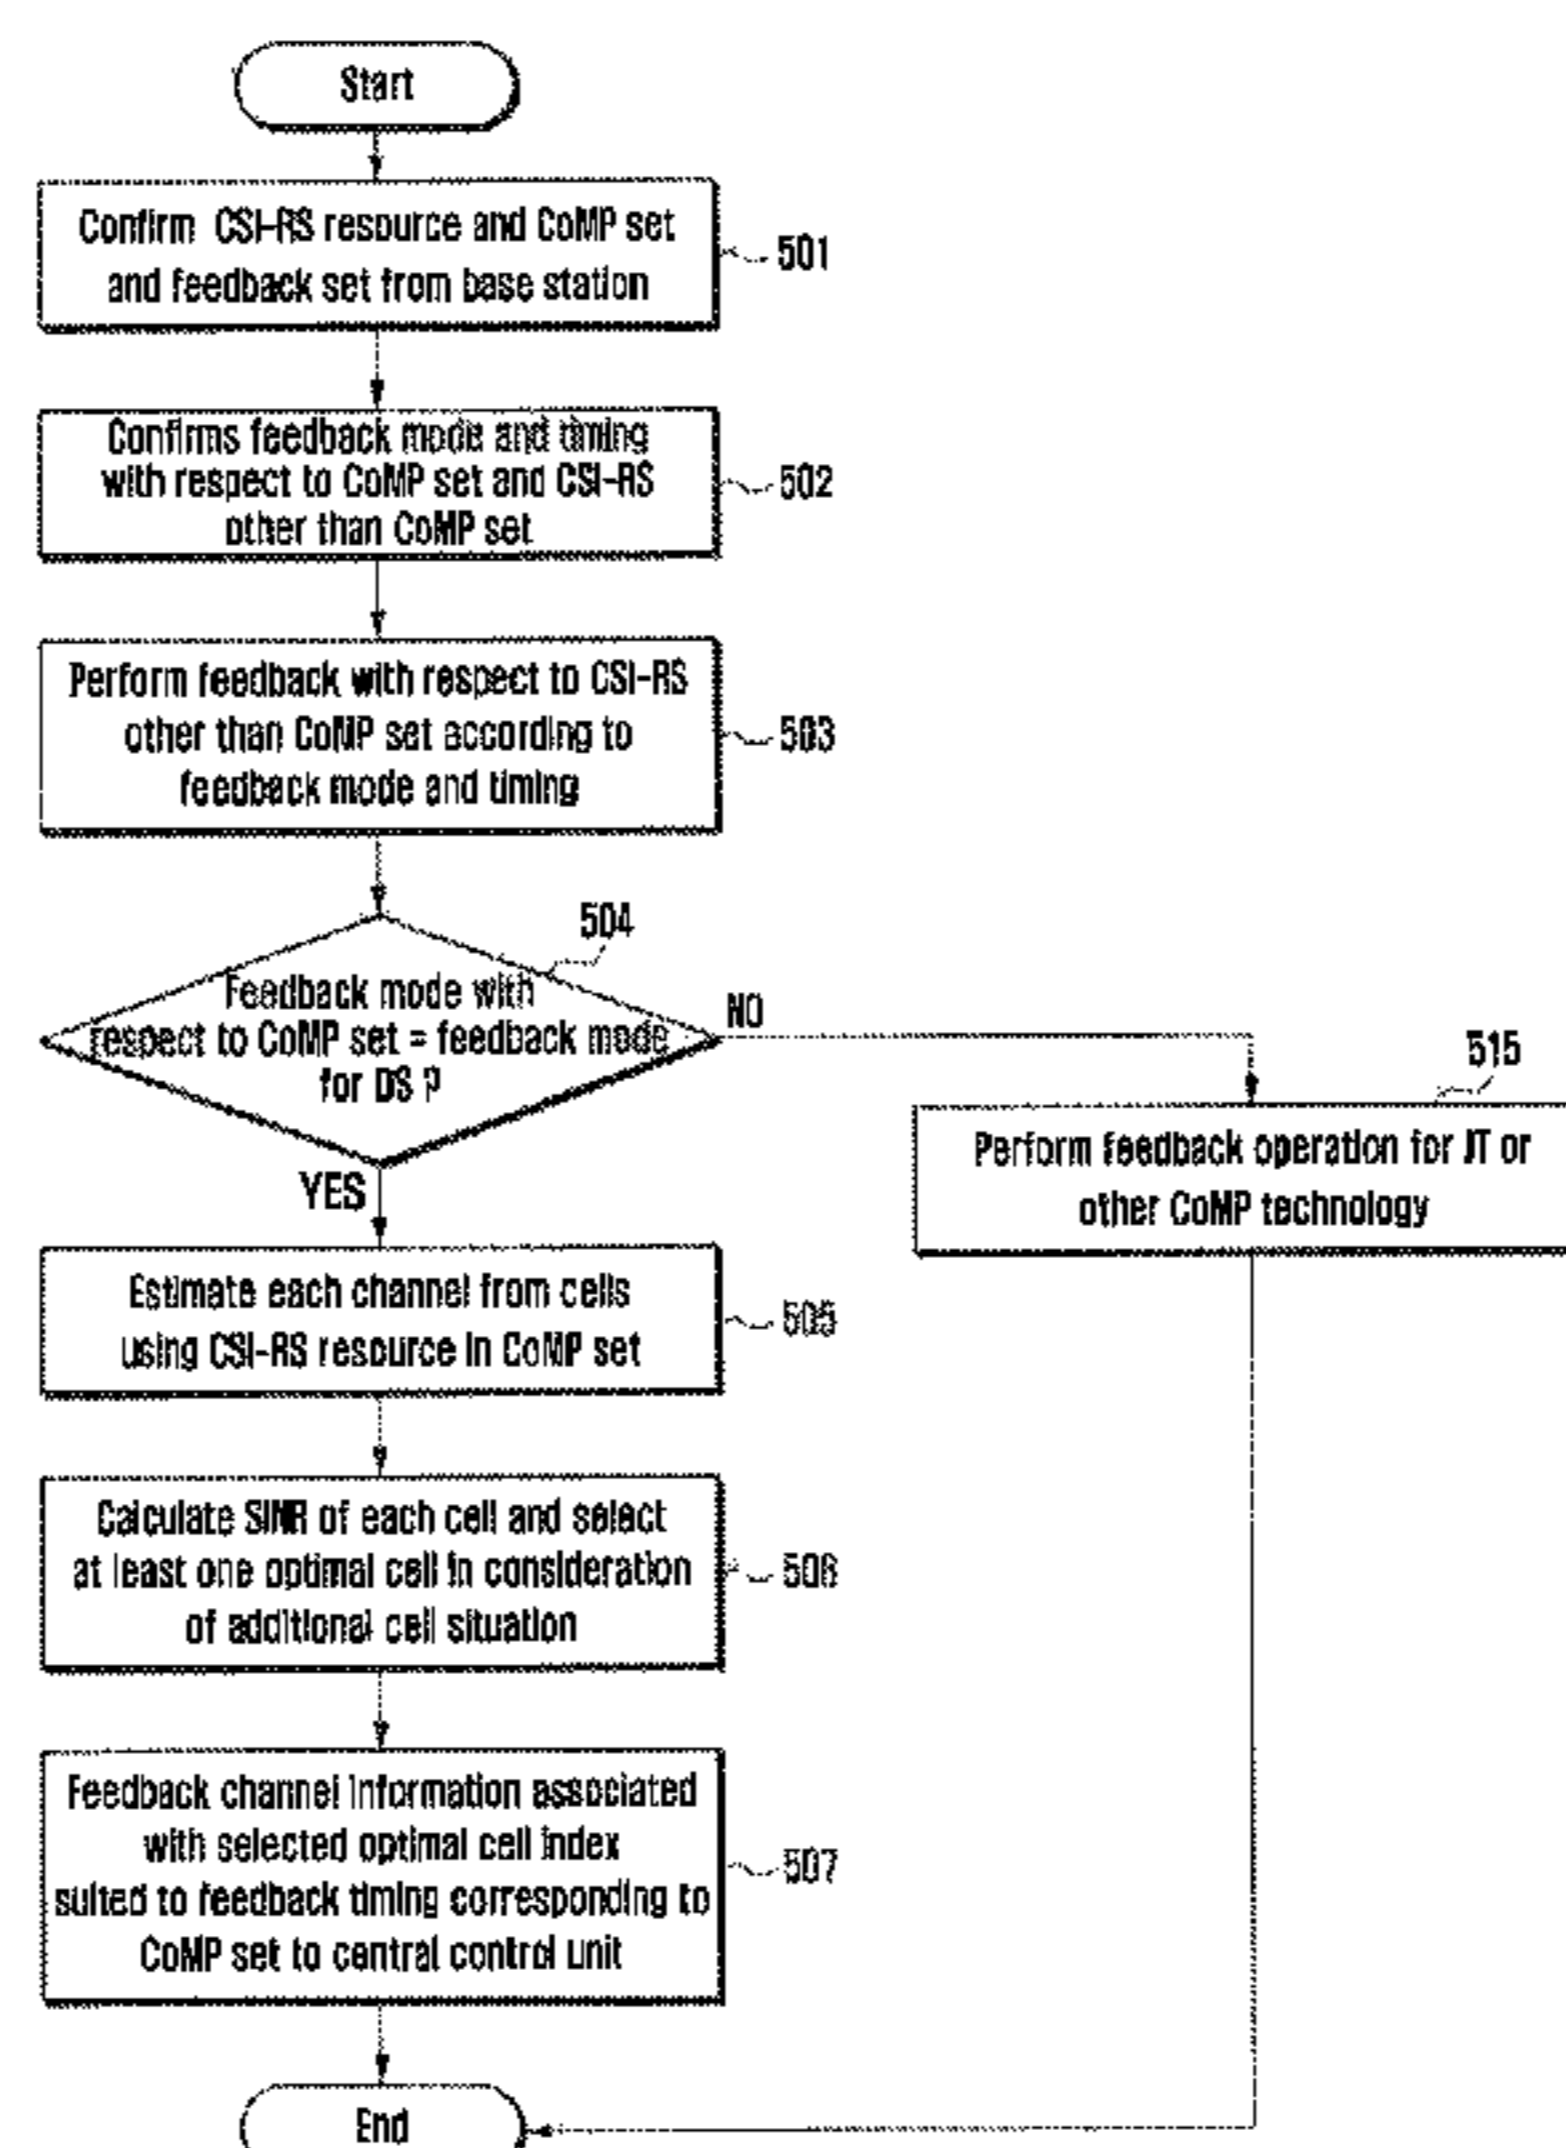 Start
Confirm CSI-RS resource and CoMP set
and feedback set from base station
501
Confirms feedback mode and timing
with respect to CoMP set and CSI-RS
other than CoMP set
502
Perform feedback with respect to CSI-RS
other than CoMP set according to
feedback mode and timing
503
504
Feedback mode with
respect to CoMP set = feedback mode
for DS ?
NO
YES
515
Perform feedback operation for JT or
other CoMP technology
Estimate each channel from cells
using CSI-RS resource in CoMP set
505
Calculate SINR of each cell and select
at least one optimal cell in consideration
of additional cell situation
506
Feedback channel information associated
with selected optimal cell index
suited to feedback timing corresponding to
CoMP set to central control unit
507
End